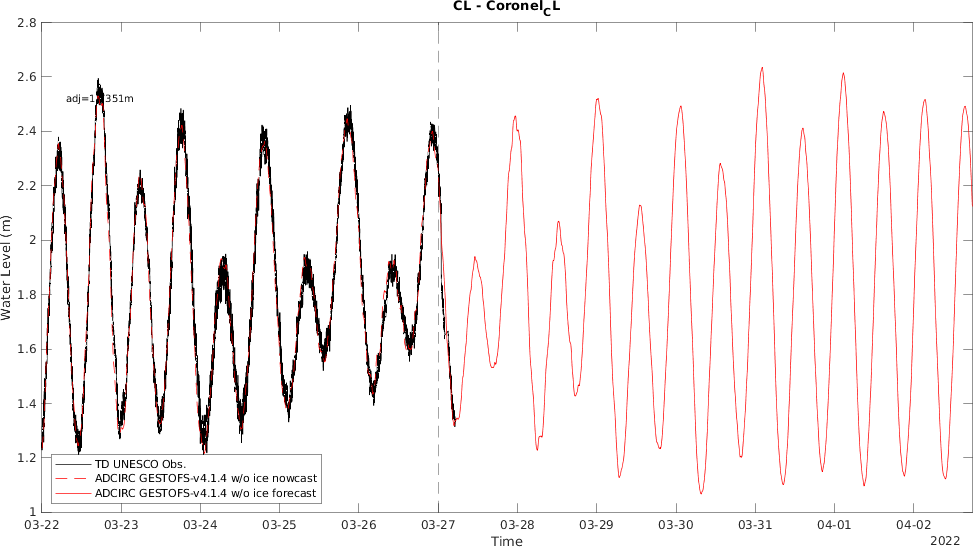 CL - Coronel_CL
2.8
2.6
2.4
2.2
2
1.8
1.6
1.4
1.2
1
Water Level (m)
TD UNESCO Obs.
ADCIRC GESTOFS-v4.1.4 w/o ice nowcast
ADCIRC GESTOFS-v4.1.4 w/o ice forecast
03-22 03-23 03-24 03-25 03-26 03-27 03-28 03-29 03-30 03-31 04-01 04-02
Time
2022